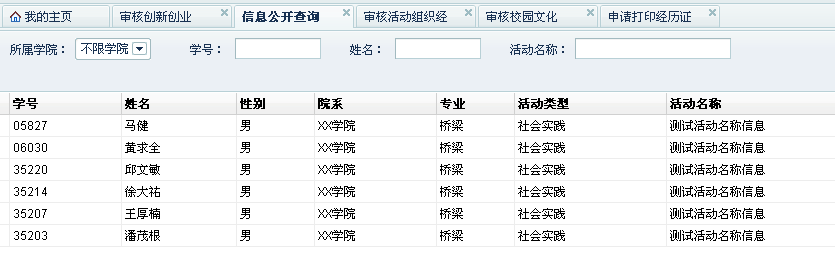 我的主页 审核创新创业 信息公开查询 审核活动组织经 审核校园文化 申请打印经历证
所属学院： 不限学院 学号： 姓名： 活动名称：
学号 姓名 性别 院系 专业 活动类型 活动名称
05827 马健 男 XX学院 桥梁 社会实践 测试活动名称信息
06030 黄求全 男 XX学院 桥梁 社会实践 测试活动名称信息
35220 邱文敏 男 XX学院 桥梁 社会实践 测试活动名称信息
35214 徐大祐 男 XX学院 桥梁 社会实践 测试活动名称信息
35207 王厚楠 男 XX学院 桥梁 社会实践 测试活动名称信息
35203 潘茂根 男 XX学院 桥梁 社会实践 测试活动名称信息